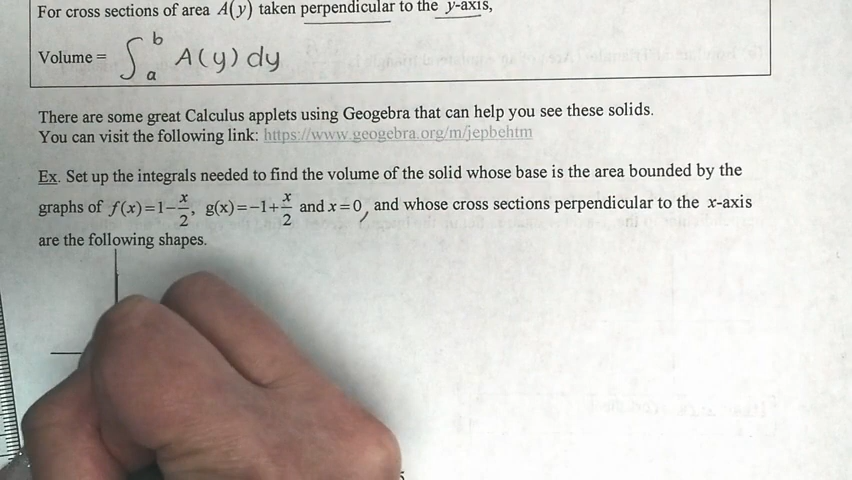 For cross sections of area A(y) taken perpendicular to the y-axis,
Volume = ∫_a^b A(y) dy
There are some great Calculus applets using Geogebra that can help you see these solids.
You can visit the following link: https://www.geogebra.org/m/jepbehtm
Ex. Set up the integrals needed to find the volume of the solid whose base is the area bounded by the
graphs of f(x)=1−x/2, g(x)=−1+x/2 and x=0, and whose cross sections perpendicular to the x-axis
are the following shapes.